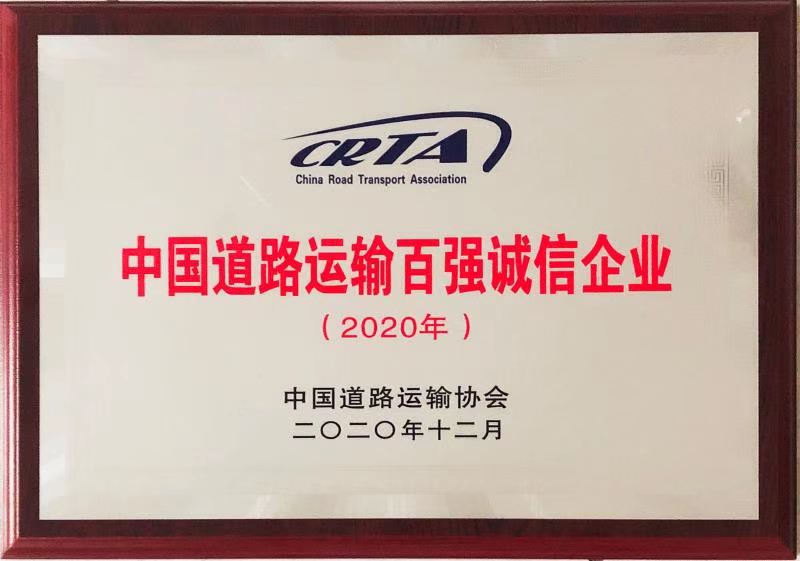 CRTA
China Road Transport Association
中国道路运输百强诚信企业
（2020年）
中国道路运输协会
二〇二〇年十二月